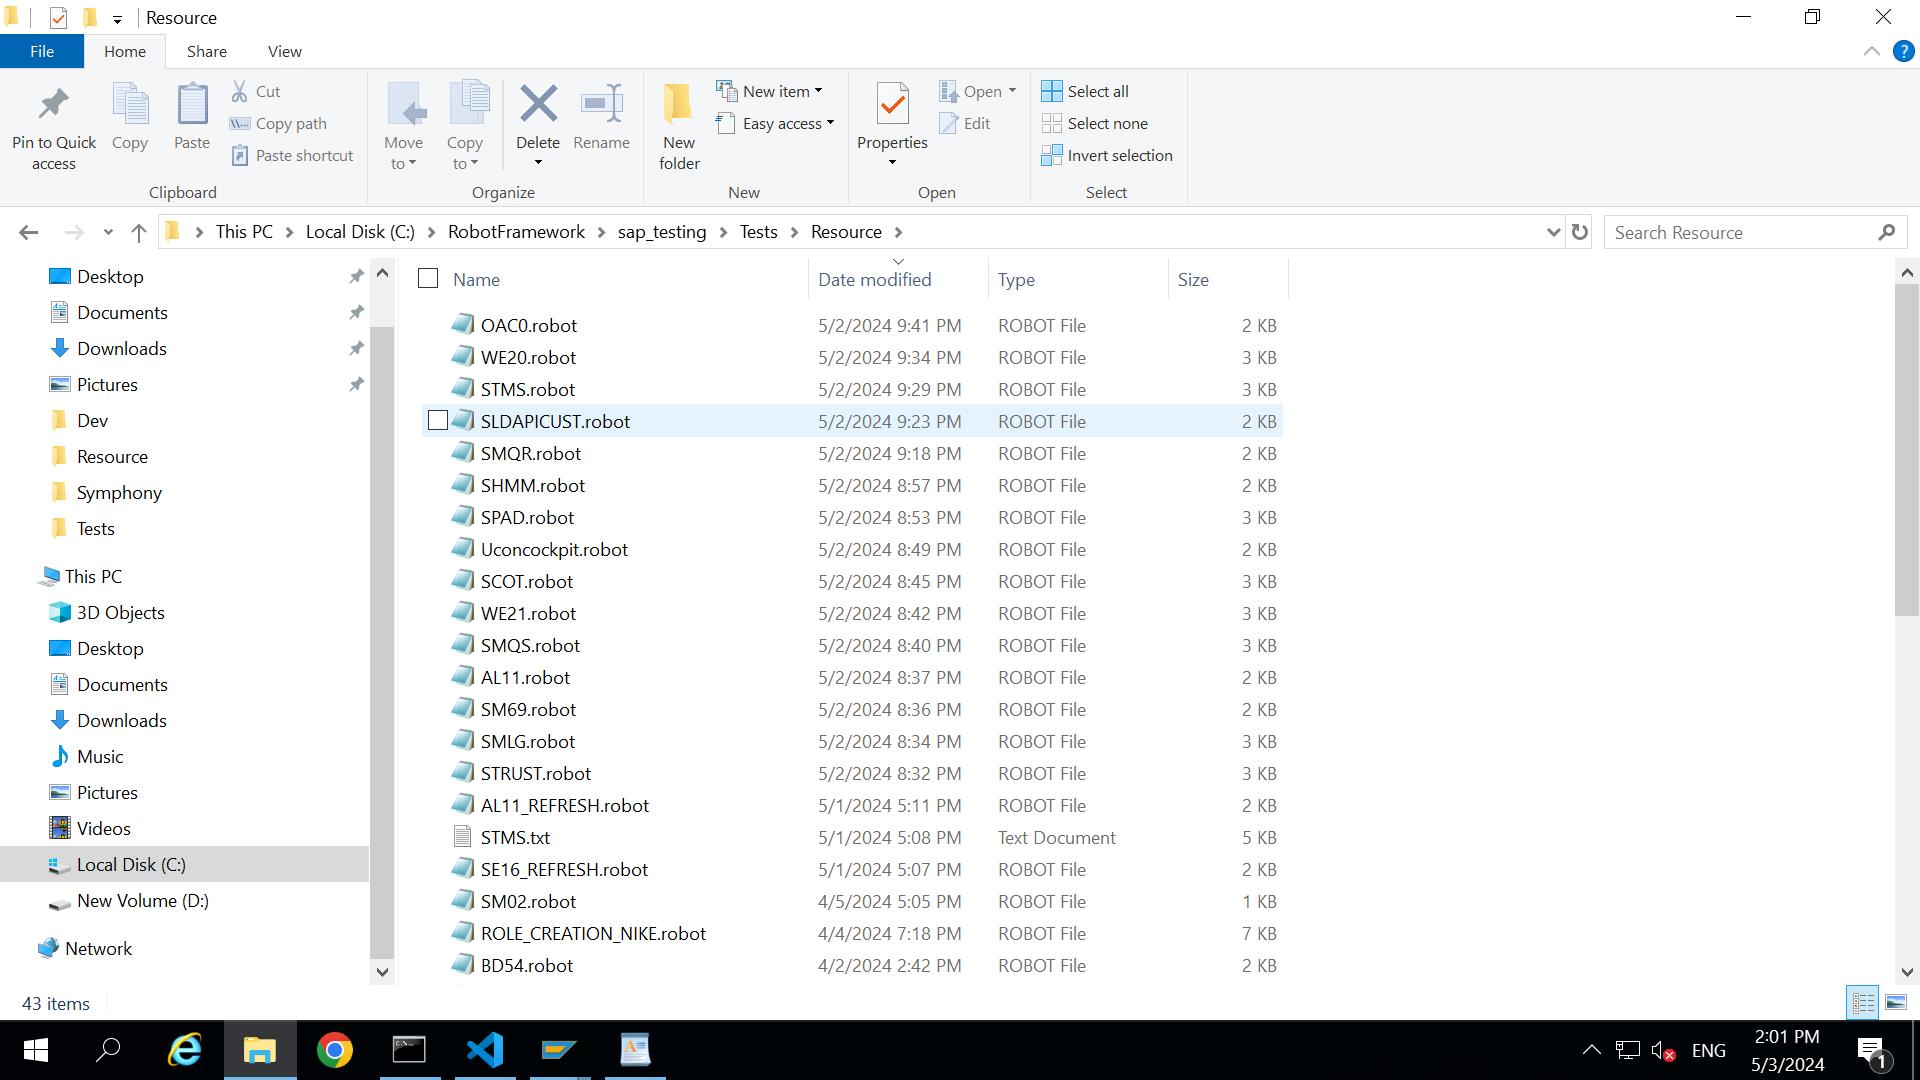 Resource
File Home Share View
Pin to Quick access
Copy
Paste
Cut
Copy path
Paste shortcut
Clipboard
Move to
Copy to
Delete
Rename
Organize
New folder
New item
Easy access
New
Properties
Open
Edit
Open
Select all
Select none
Invert selection
Select
This PC Local Disk (C:) RobotFramework sap_testing Tests Resource
Search Resource
Desktop
Documents
Downloads
Pictures
Dev
Resource
Symphony
Tests
This PC
3D Objects
Desktop
Documents
Downloads
Music
Pictures
Videos
Local Disk (C:)
New Volume (D:)
Network
Name Date modified Type Size
OAC0.robot 5/2/2024 9:41 PM ROBOT File 2 KB
WE20.robot 5/2/2024 9:34 PM ROBOT File 3 KB
STMS.robot 5/2/2024 9:29 PM ROBOT File 3 KB
SLDAPICUST.robot 5/2/2024 9:23 PM ROBOT File 2 KB
SMQR.robot 5/2/2024 9:18 PM ROBOT File 2 KB
SHMM.robot 5/2/2024 8:57 PM ROBOT File 2 KB
SPAD.robot 5/2/2024 8:53 PM ROBOT File 3 KB
Uconcockpit.robot 5/2/2024 8:49 PM ROBOT File 2 KB
SCOT.robot 5/2/2024 8:45 PM ROBOT File 3 KB
WE21.robot 5/2/2024 8:42 PM ROBOT File 3 KB
SMQS.robot 5/2/2024 8:40 PM ROBOT File 3 KB
AL11.robot 5/2/2024 8:37 PM ROBOT File 2 KB
SM69.robot 5/2/2024 8:36 PM ROBOT File 2 KB
SMLG.robot 5/2/2024 8:34 PM ROBOT File 3 KB
STRUST.robot 5/2/2024 8:32 PM ROBOT File 3 KB
AL11_REFRESH.robot 5/1/2024 5:11 PM ROBOT File 2 KB
STMS.txt 5/1/2024 5:08 PM Text Document 5 KB
SE16_REFRESH.robot 5/1/2024 5:07 PM ROBOT File 2 KB
SM02.robot 4/5/2024 5:05 PM ROBOT File 1 KB
ROLE_CREATION_NIKE.robot 4/4/2024 7:18 PM ROBOT File 7 KB
BD54.robot 4/2/2024 2:42 PM ROBOT File 2 KB
43 items
ENG
2:01 PM
5/3/2024
1